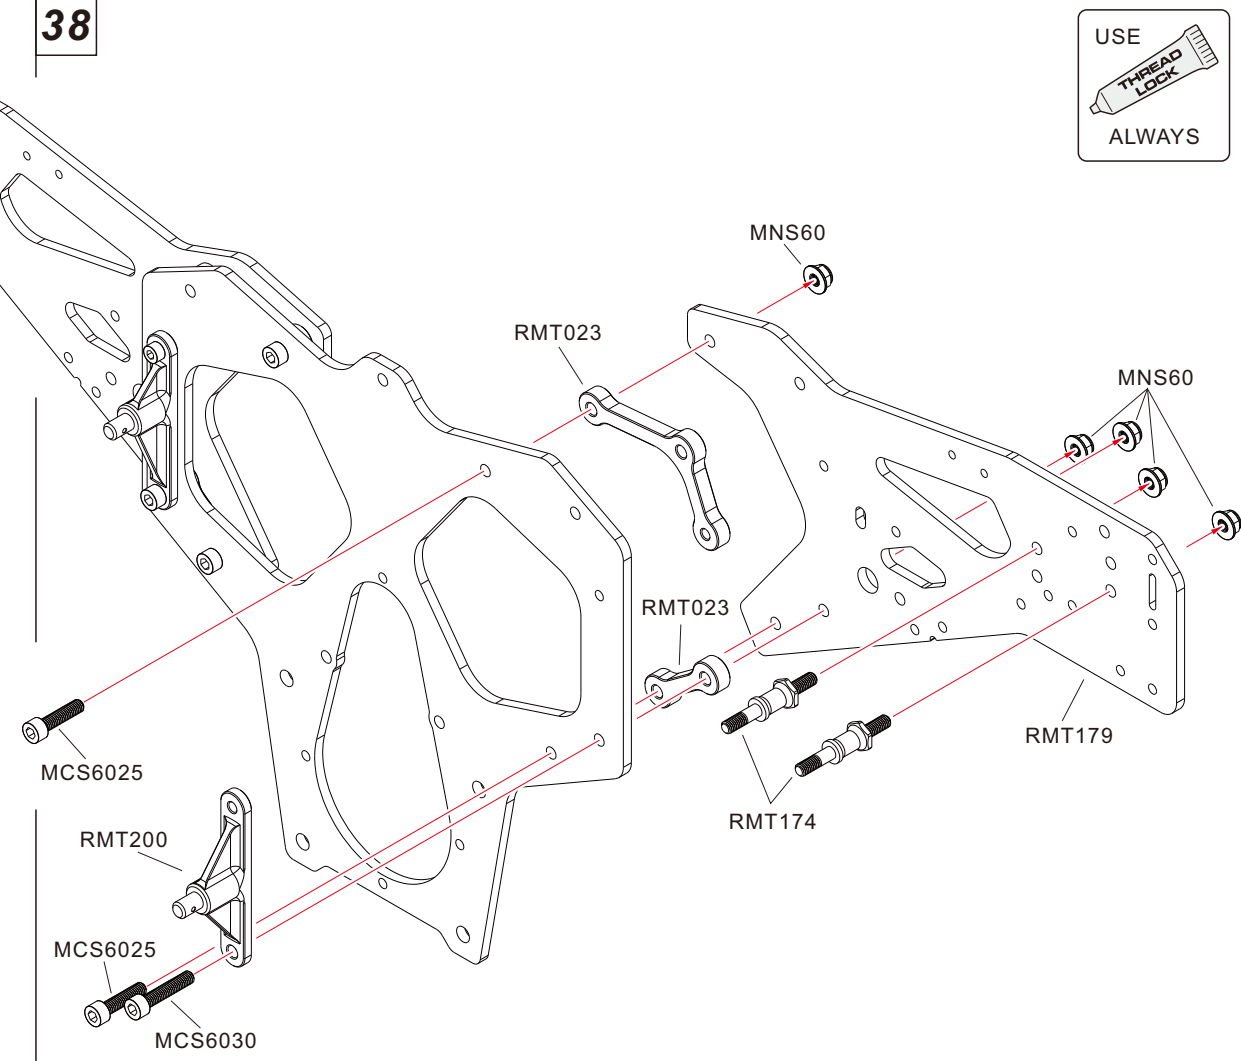 38
USE
THREAD
LOCK
ALWAYS
MNS60
RMT023
MNS60
RMT023
RMT179
MCS6025
RMT174
RMT200
MCS6025
MCS6030